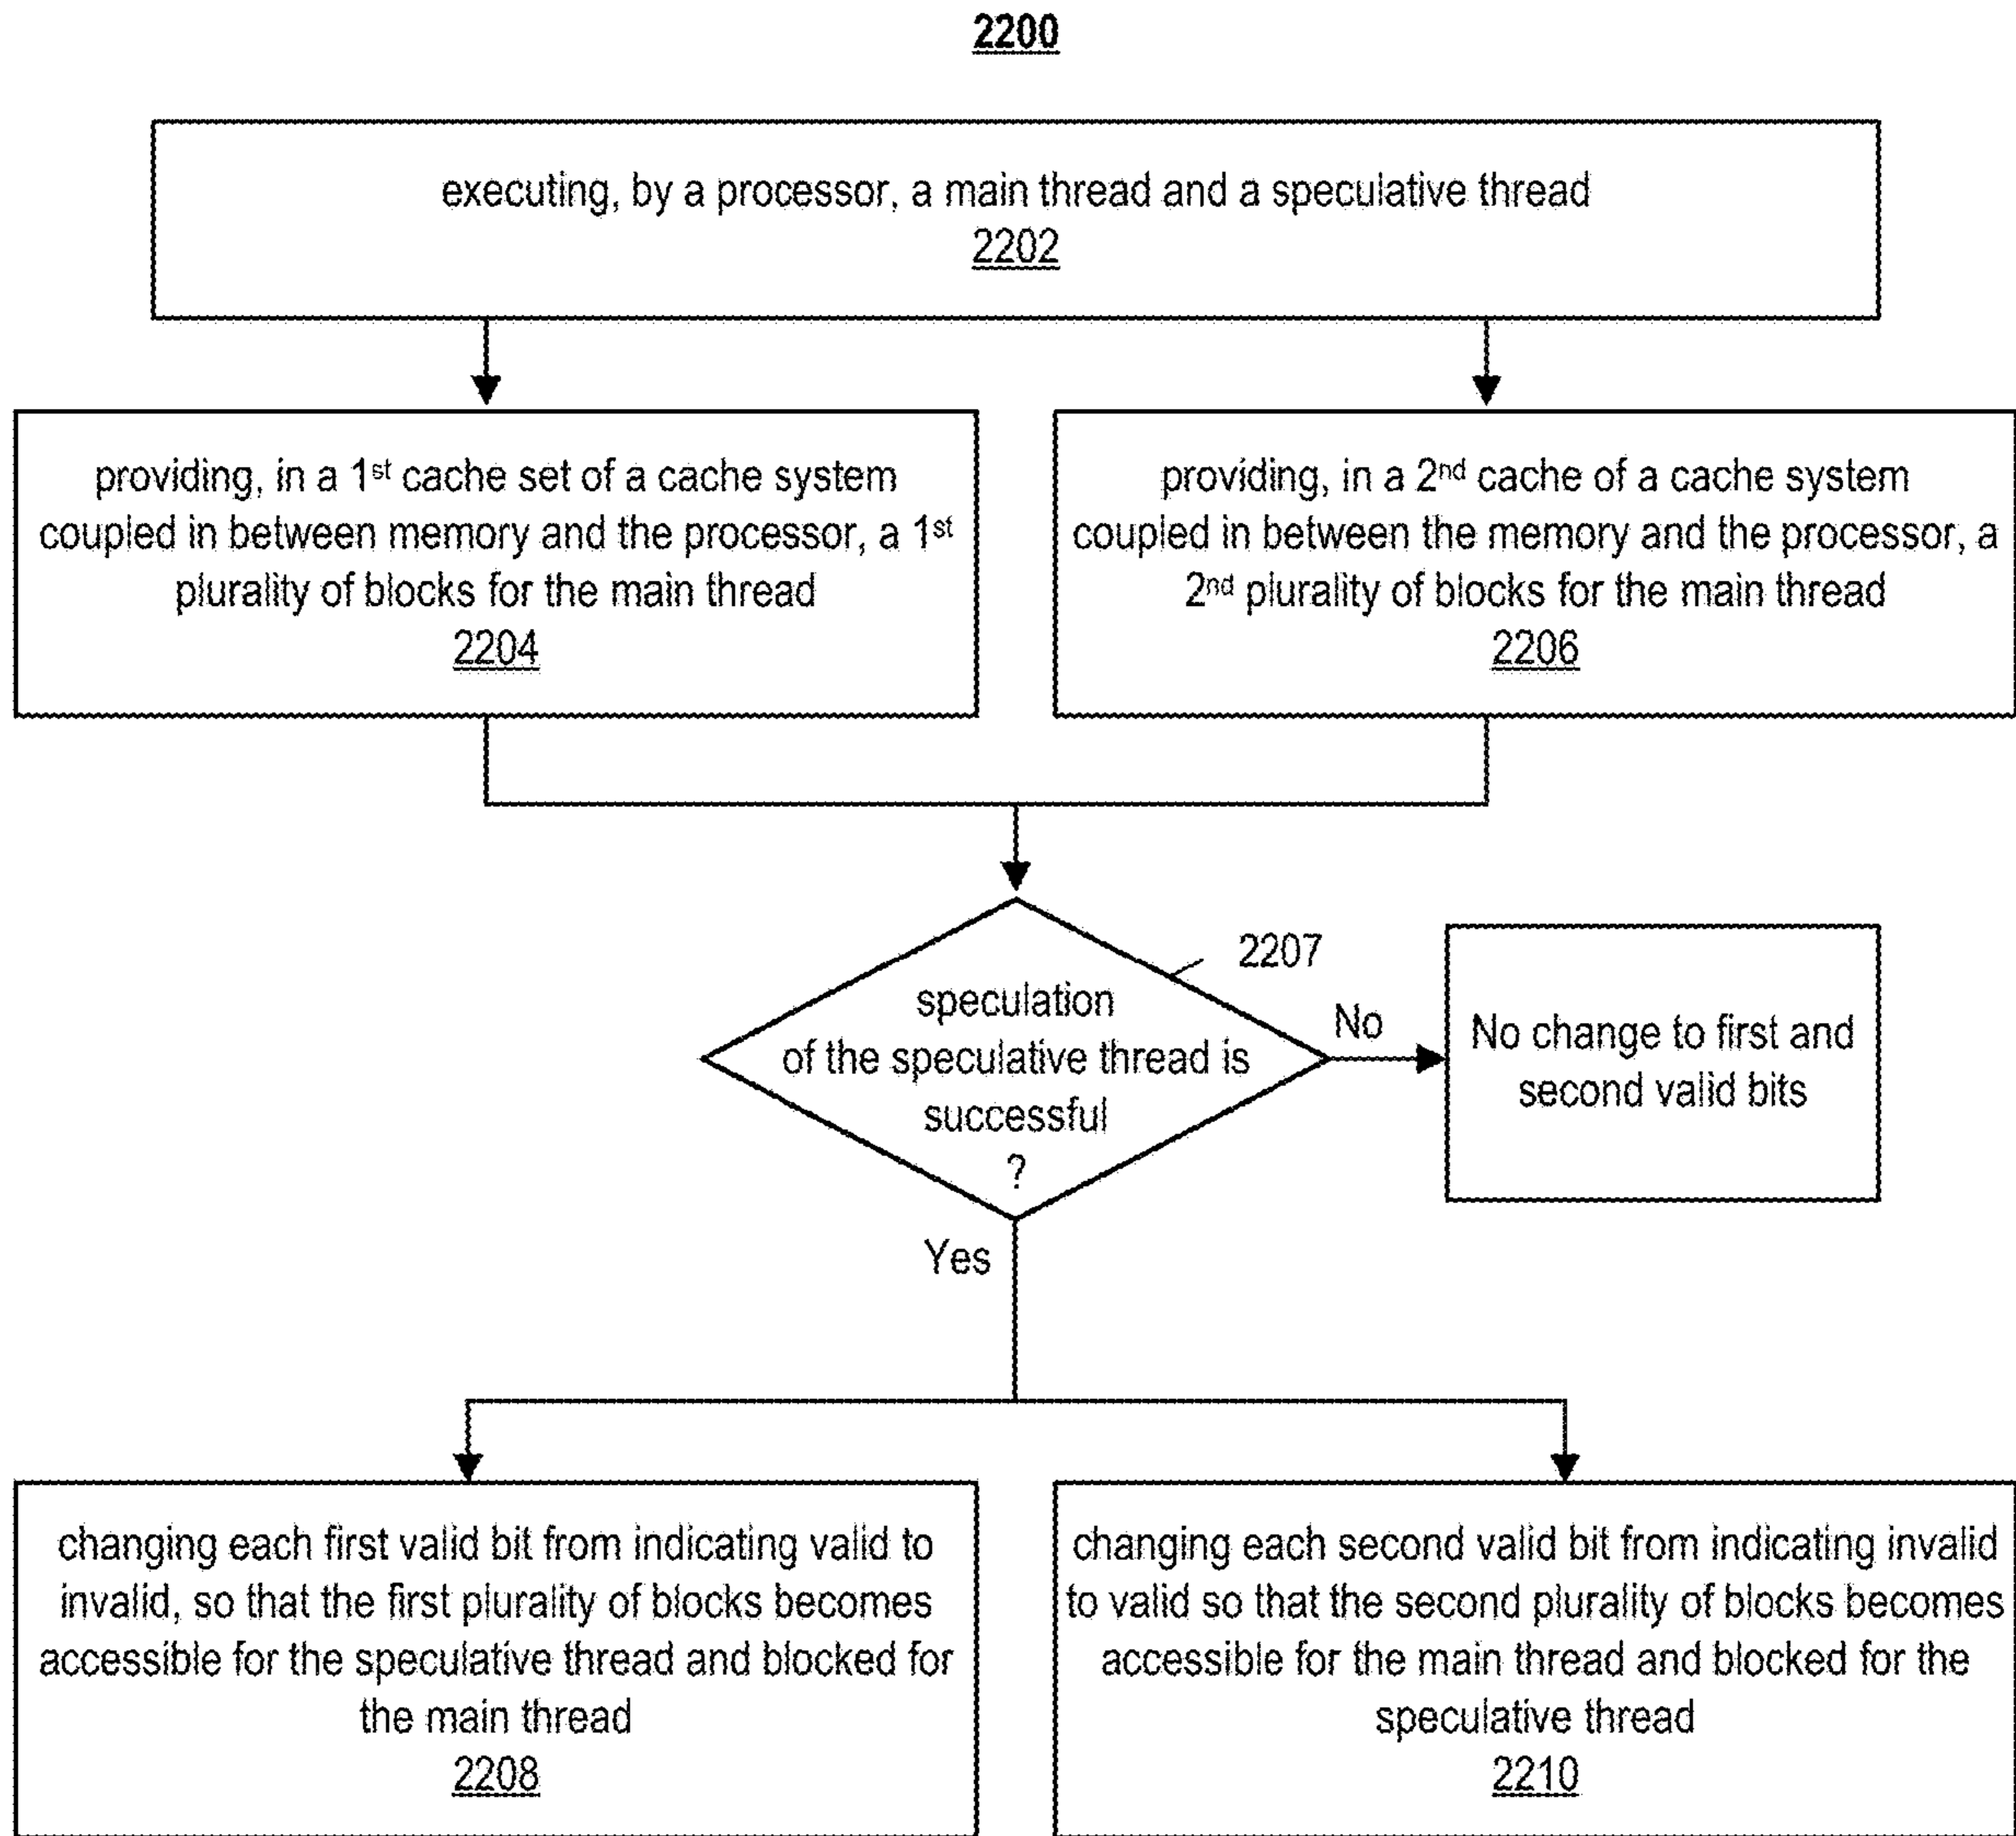 2200
executing, by a processor, a main thread and a speculative thread
2202
providing, in a 1st cache set of a cache system
coupled in between memory and the processor, a 1st
plurality of blocks for the main thread
2204
providing, in a 2nd cache of a cache system
coupled in between the memory and the processor, a
2nd plurality of blocks for the main thread
2206
2207
speculation
of the speculative thread is
successful
?
No
No change to first and
second valid bits
Yes
changing each first valid bit from indicating valid to
invalid, so that the first plurality of blocks becomes
accessible for the speculative thread and blocked for
the main thread
2208
changing each second valid bit from indicating invalid
to valid so that the second plurality of blocks becomes
accessible for the main thread and blocked for the
speculative thread
2210